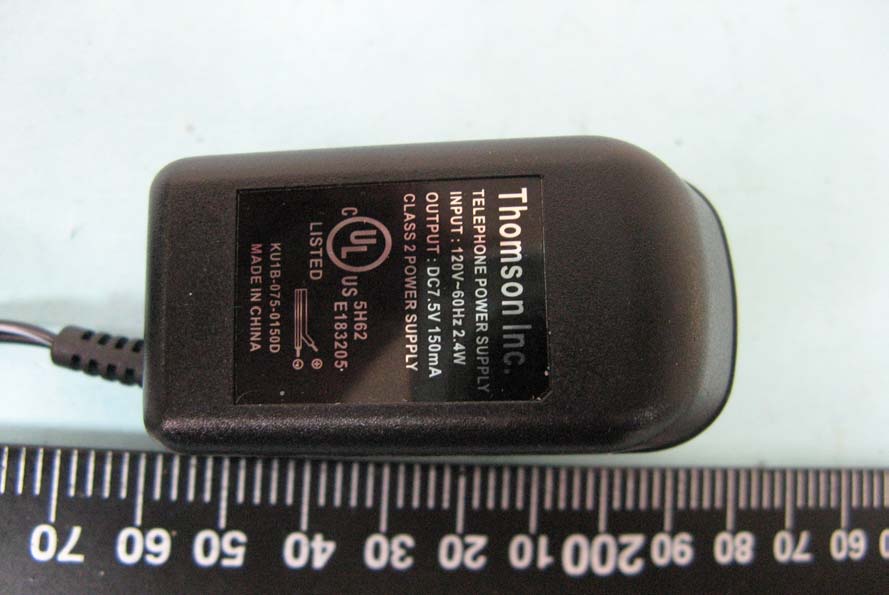 Thomson Inc.
TELEPHONE POWER SUPPLY
INPUT : 120V~60Hz 2.4W
OUTPUT : DC7.5V 150mA
CLASS 2 POWER SUPPLY
C UL US
LISTED
5H62
E183205
KU1B-075-0150D
MADE IN CHINA
60 70 80 90 200 10 20 30 40 50 60 70